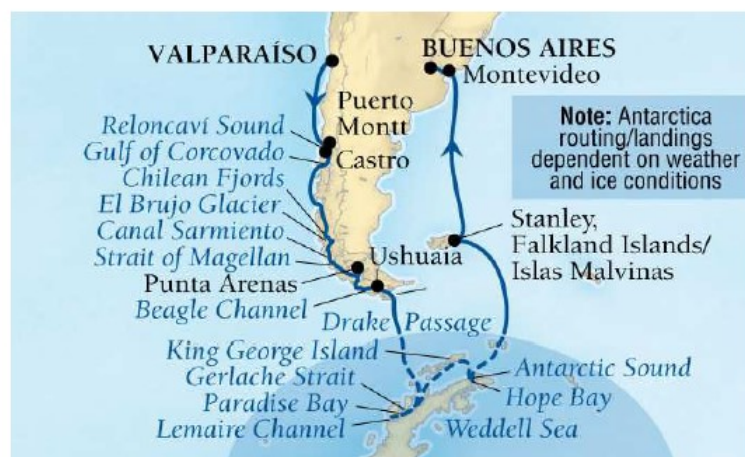 VALPARAÍSO
BUENOS AIRES
Montevideo
Puerto
Montt
Reloncaví Sound
Gulf of Corcovado
Castro
Chilean Fjords
El Brujo Glacier
Canal Sarmiento
Strait of Magellan
Ushuaia
Punta Arenas
Beagle Channel
Note: Antarctica
routing/landings
dependent on weather
and ice conditions
Stanley,
Falkland Islands/
Islas Malvinas
Drake Passage
King George Island
Gerlache Strait
Paradise Bay
Lemaire Channel
Antarctic Sound
Hope Bay
Weddell Sea